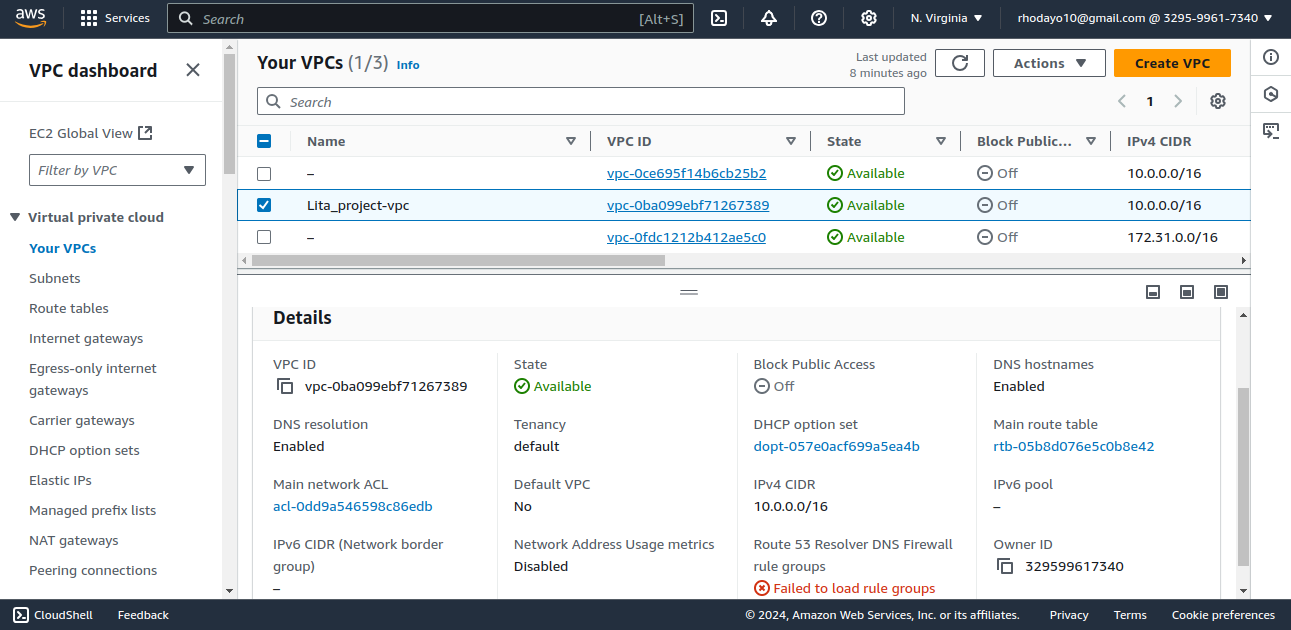 aws Services Search [Alt+S] N. Virginia rhodayo10@gmail.com @ 3295-9961-7340
VPC dashboard
EC2 Global View
Filter by VPC
Virtual private cloud
Your VPCs
Subnets
Route tables
Internet gateways
Egress-only internet
gateways
Carrier gateways
DHCP option sets
Elastic IPs
Managed prefix lists
NAT gateways
Peering connections
Your VPCs (1/3) Info
Last updated
8 minutes ago
Actions
Create VPC
Search
1
Name VPC ID State Block Public... IPv4 CIDR
– vpc-0ce695f14b6cb25b2 Available Off 10.0.0.0/16
Lita_project-vpc vpc-0ba099ebf71267389 Available Off 10.0.0.0/16
– vpc-0fdc1212b412ae5c0 Available Off 172.31.0.0/16
Details
VPC ID
vpc-0ba099ebf71267389
State
Available
Block Public Access
Off
DNS hostnames
Enabled
DNS resolution
Enabled
Tenancy
default
DHCP option set
dopt-057e0acf699a5ea4b
Main route table
rtb-05b8d076e5c0b8e42
Main network ACL
acl-0dd9a546598c86edb
Default VPC
No
IPv4 CIDR
10.0.0.0/16
IPv6 pool
–
IPv6 CIDR (Network border
group)
–
Network Address Usage metrics
Disabled
Route 53 Resolver DNS Firewall
rule groups
Failed to load rule groups
Owner ID
329599617340
CloudShell Feedback © 2024, Amazon Web Services, Inc. or its affiliates. Privacy Terms Cookie preferences